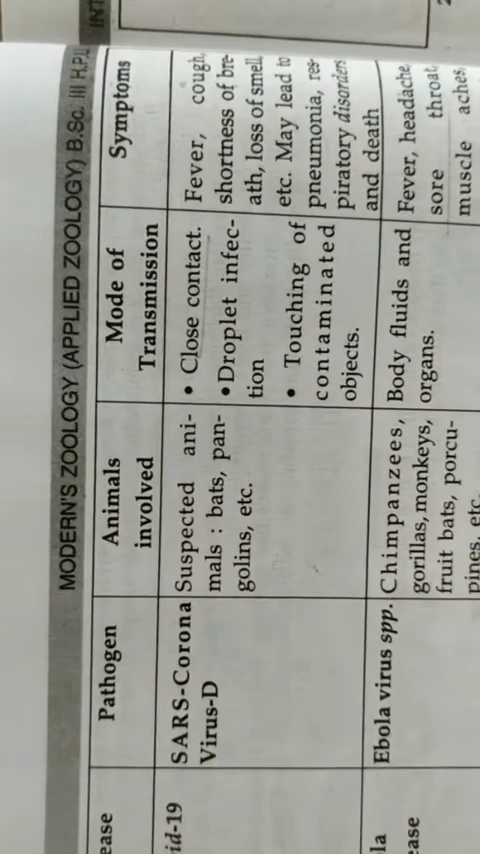 MODERN'S ZOOLOGY (APPLIED ZOOLOGY) B.Sc. III H.P.U.
INT
ease
Pathogen
Animals
involved
Mode of
Transmission
Symptoms
id-19
SARS-Corona
Virus-D
Suspected ani-
mals : bats, pan-
golins, etc.
• Close contact.
• Droplet infec-
tion
• Touching of
contaminated
objects.
Fever, cough,
shortness of bre-
ath, loss of smell,
etc. May lead to
pneumonia, res-
piratory disorders
and death
la
ease
Ebola virus spp.
Chimpanzees,
gorillas, monkeys,
fruit bats, porcu-
pines, etc.
Body fluids and
organs.
Fever, headache,
sore throat,
muscle aches,